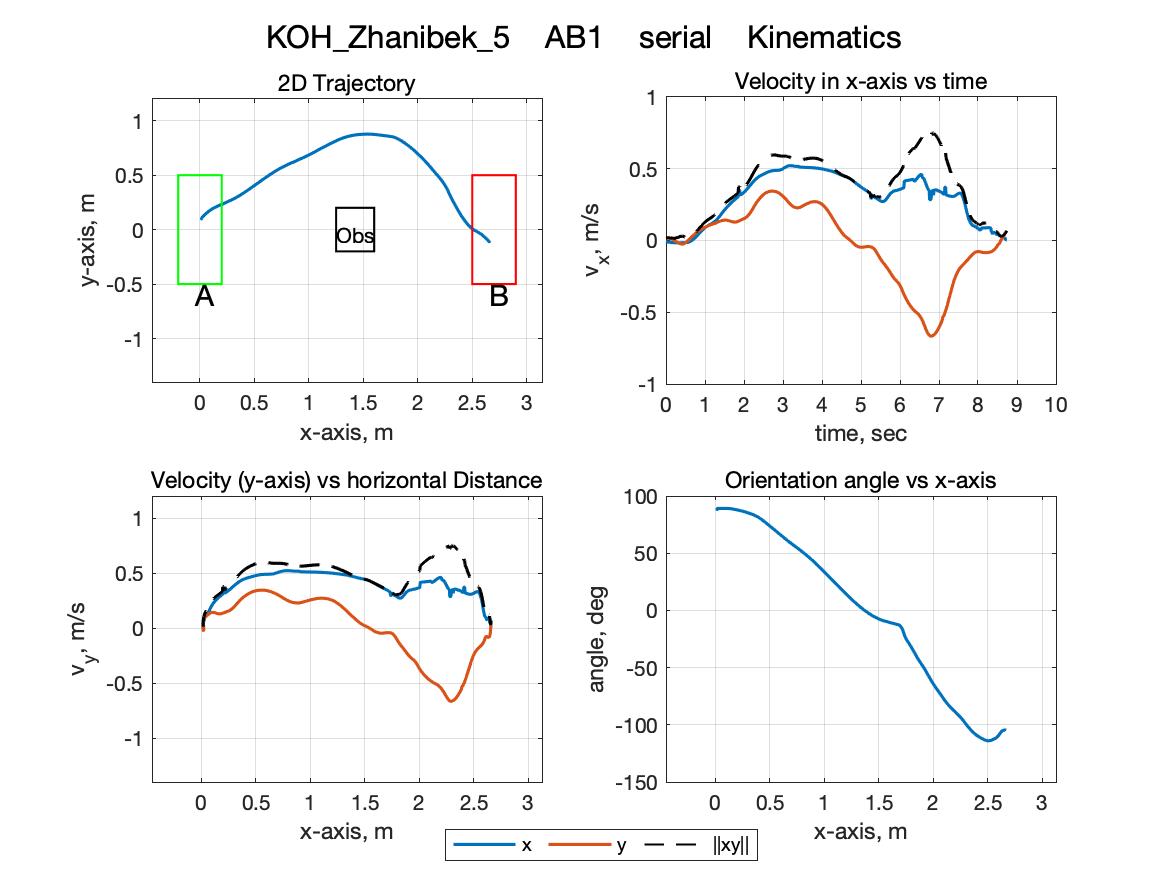 KOH_Zhanibek_5 AB1 serial Kinematics
2D Trajectory
1
0.5
0
-0.5
-1
y-axis, m
Obs
A
B
0 0.5 1 1.5 2 2.5 3
x-axis, m
Velocity in x-axis vs time
1
0.5
0
-0.5
-1
v_x, m/s
0 1 2 3 4 5 6 7 8 9 10
time, sec
Velocity (y-axis) vs horizontal Distance
1
0.5
0
-0.5
-1
v_y, m/s
0 0.5 1 1.5 2 2.5 3
x-axis, m
Orientation angle vs x-axis
100
50
0
-50
-100
-150
angle, deg
0 0.5 1 1.5 2 2.5 3
x-axis, m
x y ||xy||